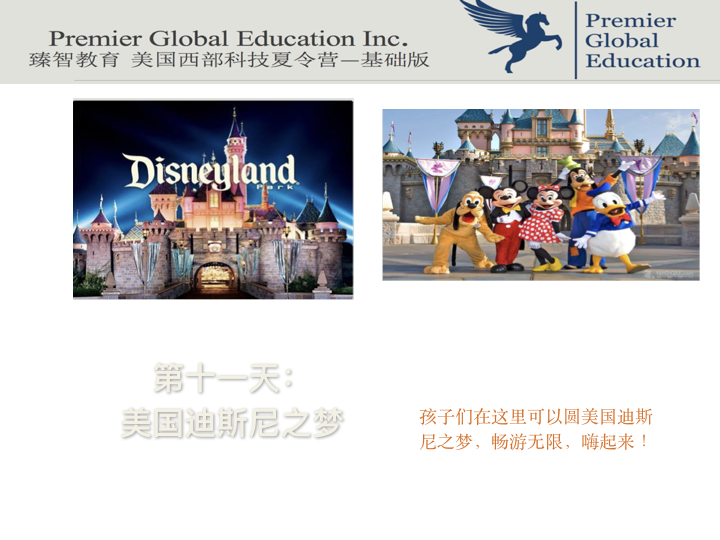 Premier Global Education Inc.
臻智教育 美国西部科技夏令营—基础版
Premier
Global
Education
Disneyland
Park
第十一天:
美国迪斯尼之梦
孩子们在这里可以圆美国迪斯
尼之梦，畅游无限，嗨起来！